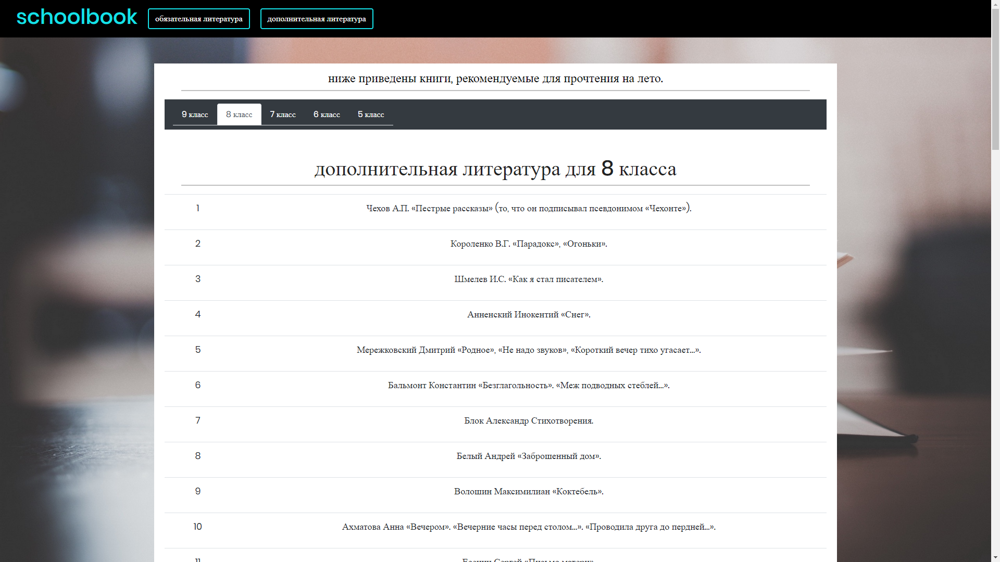 schoolbook
обязательная литература
дополнительная литература
ниже приведены книги, рекомендуемые для прочтения на лето.
9 класс 8 класс 7 класс 6 класс 5 класс
дополнительная литература для 8 класса
1 Чехов А.П. «Пестрые рассказы» (то, что он подписывал псевдонимом «Чехонте»).
2 Короленко В.Г. «Парадокс», «Огоньки».
3 Шмелев И.С. «Как я стал писателем».
4 Анненский Инокентий «Снег».
5 Мережковский Дмитрий «Родное», «Не надо звуков», «Короткий вечер тихо угасает...».
6 Бальмонт Константин «Безглагольность». «Меж подводных стеблей...».
7 Блок Александр Стихотворения.
8 Белый Андрей «Заброшенный дом».
9 Волошин Максимилиан «Коктебель».
10 Ахматова Анна «Вечером». «Вечерние часы перед столом...». «Проводила друга до пердней...».
11 Есенин Сергей «Письмо матери»